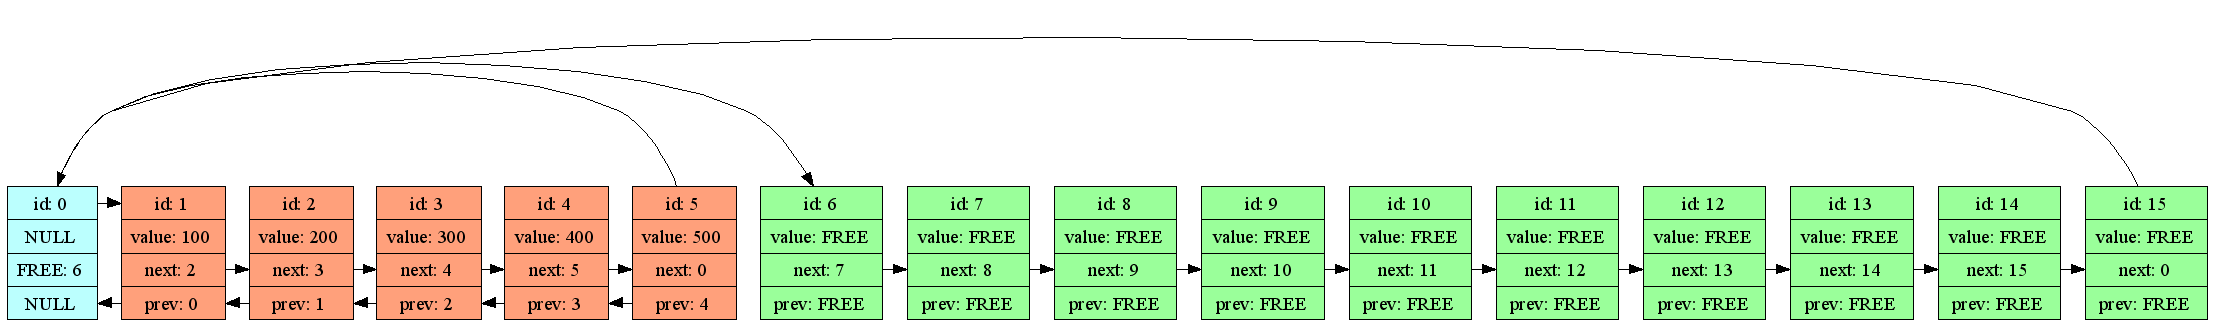 id: 0
NULL
FREE: 6
NULL
id: 1
value: 100
next: 2
prev: 0
id: 2
value: 200
next: 3
prev: 1
id: 3
value: 300
next: 4
prev: 2
id: 4
value: 400
next: 5
prev: 3
id: 5
value: 500
next: 0
prev: 4
id: 6
value: FREE
next: 7
prev: FREE
id: 7
value: FREE
next: 8
prev: FREE
id: 8
value: FREE
next: 9
prev: FREE
id: 9
value: FREE
next: 10
prev: FREE
id: 10
value: FREE
next: 11
prev: FREE
id: 11
value: FREE
next: 12
prev: FREE
id: 12
value: FREE
next: 13
prev: FREE
id: 13
value: FREE
next: 14
prev: FREE
id: 14
value: FREE
next: 15
prev: FREE
id: 15
value: FREE
next: 0
prev: FREE